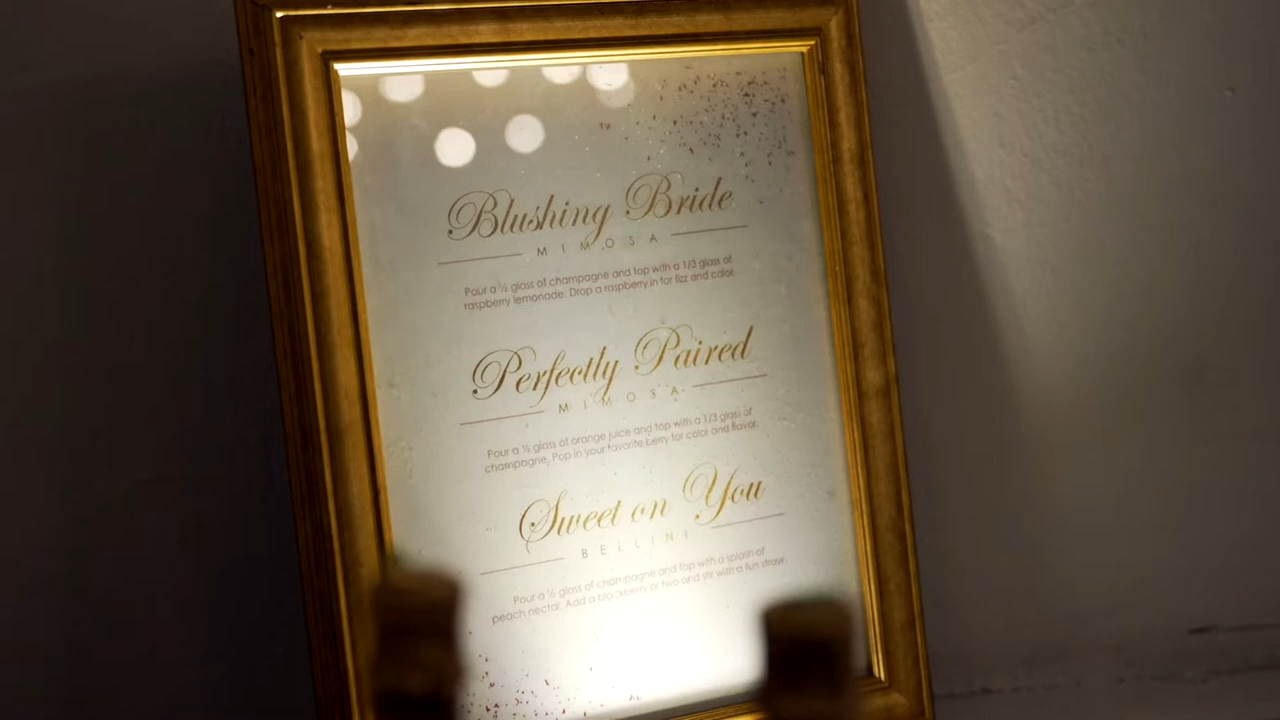 Blushing Bride
MIMOSA
Pour a ½ glass of champagne and top with a 1/3 glass of
raspberry lemonade. Drop a raspberry in for fizz and color.
Perfectly Paired
MIMOSA
Pour a ½ glass of orange juice and top with a 1/3 glass of
champagne. Pop in your favorite berry for color and flavor.
Sweet on You
BELLINI
Pour a ½ glass of champagne and top with a splash of
peach nectar. Add a blackberry or two and stir with a fun straw.